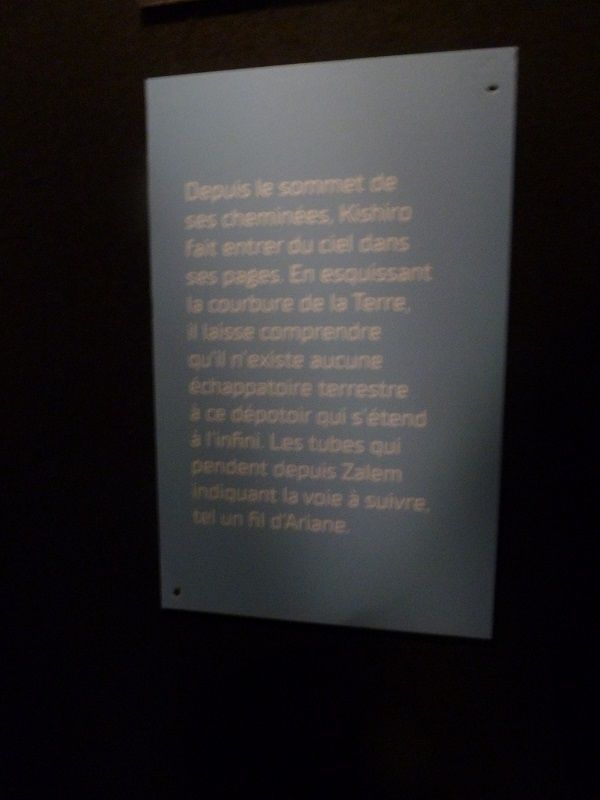 Depuis le sommet de
ses cheminées, Kishiro
fait entrer du ciel dans
ses pages. En esquissant
la courbure de la Terre,
il laisse comprendre
qu'il n'existe aucune
échappatoire terrestre
à ce dépotoir qui s'étend
à l'infini. Les tubes qui
pendent depuis Zalem
indiquant la voie à suivre,
tel un fil d'Ariane.